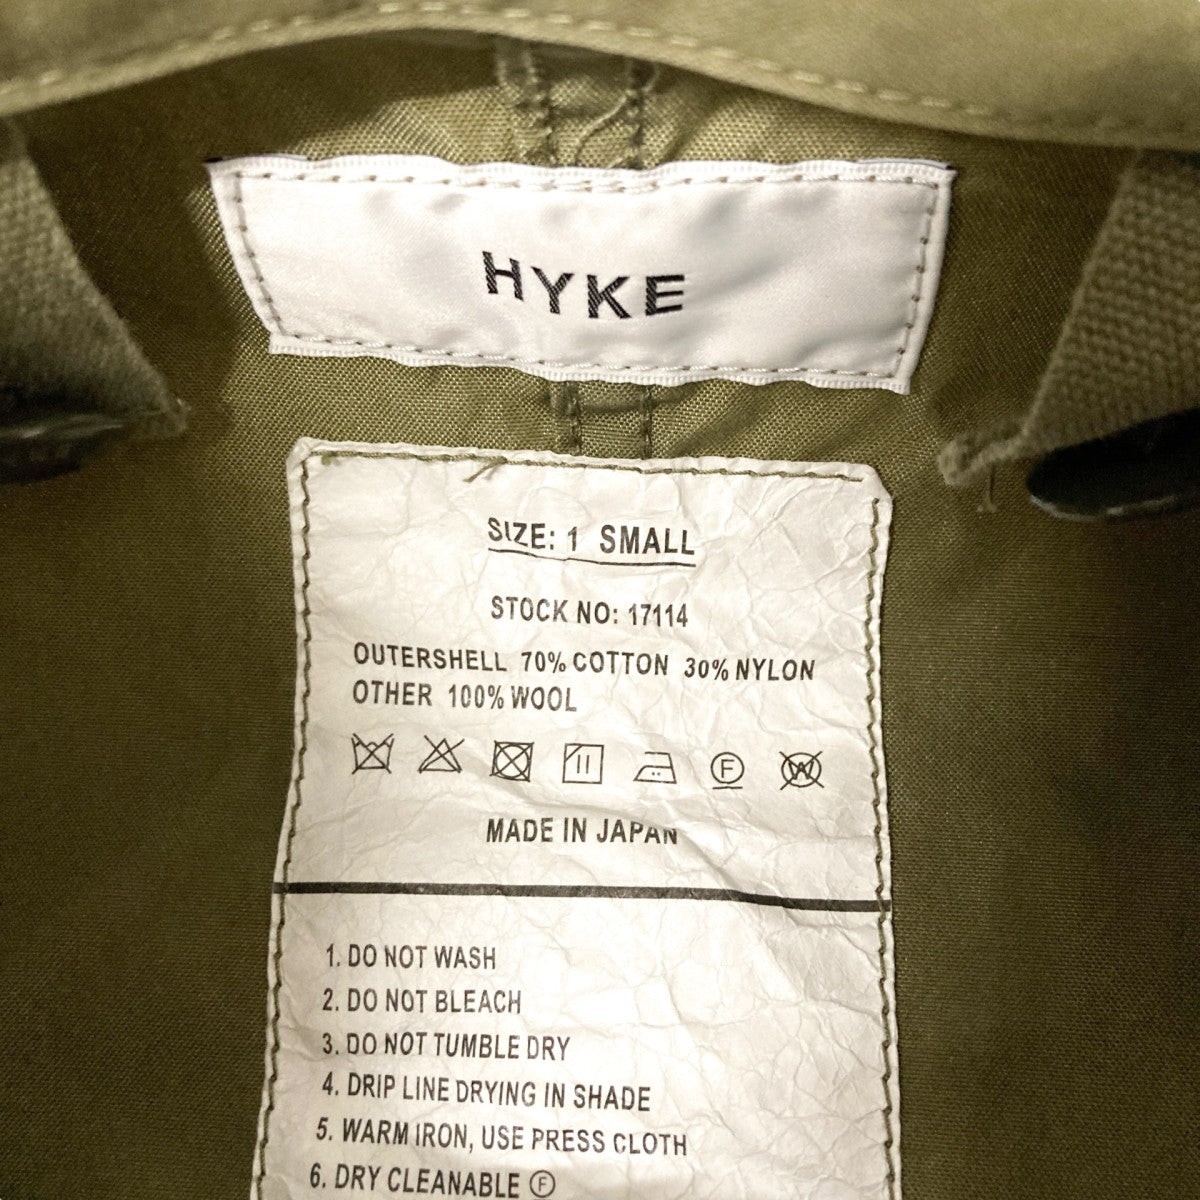 HYKE
SIZE: 1 SMALL
STOCK NO: 17114
OUTERSHELL 70% COTTON 30% NYLON
OTHER 100% WOOL
F W
MADE IN JAPAN
1. DO NOT WASH
2. DO NOT BLEACH
3. DO NOT TUMBLE DRY
4. DRIP LINE DRYING IN SHADE
5. WARM IRON, USE PRESS CLOTH
6. DRY CLEANABLE Ⓕ